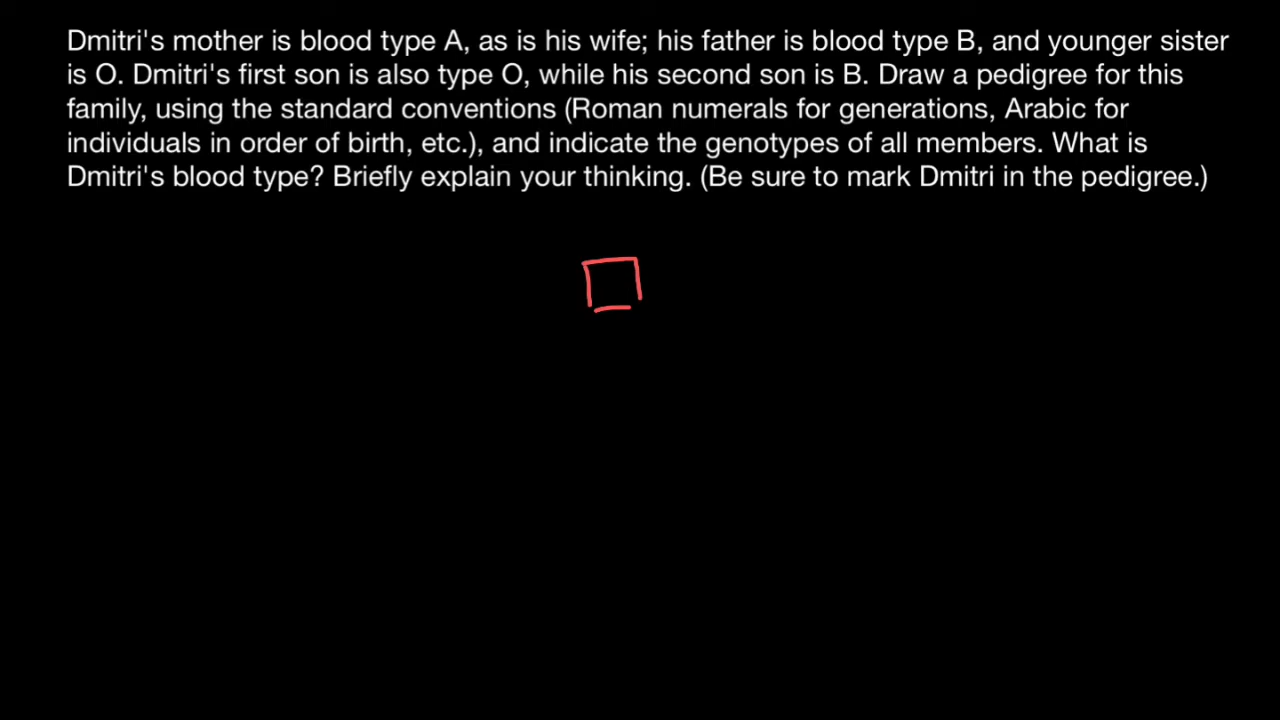 Dmitri's mother is blood type A, as is his wife; his father is blood type B, and younger sister
is O. Dmitri's first son is also type O, while his second son is B. Draw a pedigree for this
family, using the standard conventions (Roman numerals for generations, Arabic for
individuals in order of birth, etc.), and indicate the genotypes of all members. What is
Dmitri's blood type? Briefly explain your thinking. (Be sure to mark Dmitri in the pedigree.)